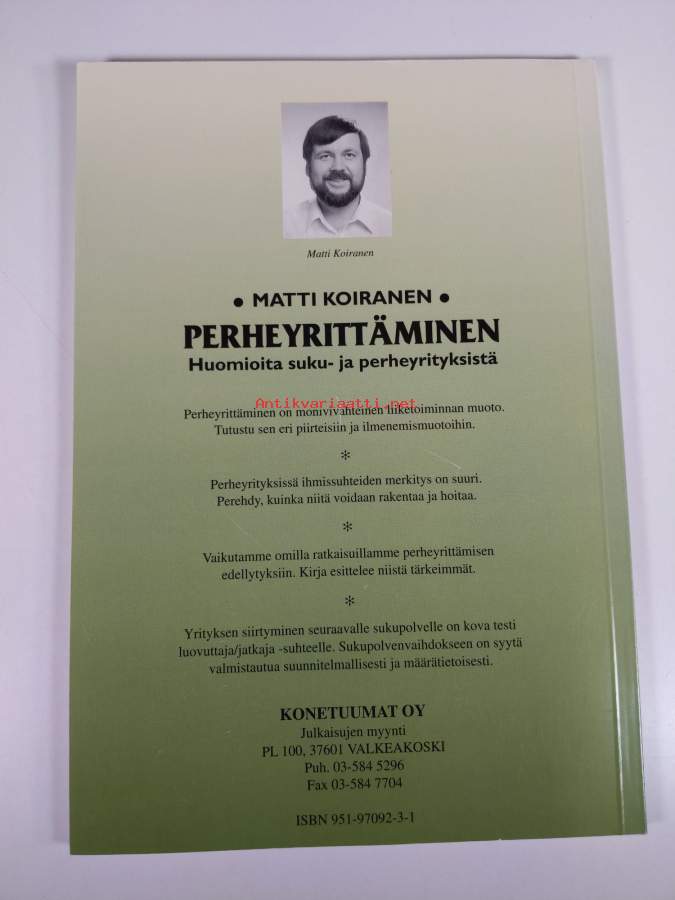 Matti Koiranen
• MATTI KOIRANEN •
PERHEYRITTÄMINEN
Huomioita suku- ja perheyrityksistä
Antikvariaatti.net
Perheyrittäminen on monivivahteinen liiketoiminnan muoto.
Tutustu sen eri piirteisiin ja ilmenemismuotoihin.
*
Perheyrityksissä ihmissuhteiden merkitys on suuri.
Perehdy, kuinka niitä voidaan rakentaa ja hoitaa.
*
Vaikutamme omilla ratkaisuillamme perheyrittämisen
edellytyksiin. Kirja esittelee niistä tärkeimmät.
*
Yrityksen siirtyminen seuraavalle sukupolvelle on kova testi
luovuttaja/jatkaja -suhteelle. Sukupolvenvaihdokseen on syytä
valmistautua suunnitelmallisesti ja määrätietoisesti.
KONETUUMAT OY
Julkaisujen myynti
PL 100, 37601 VALKEAKOSKI
Puh. 03-584 5296
Fax 03-584 7704
ISBN 951-97092-3-1